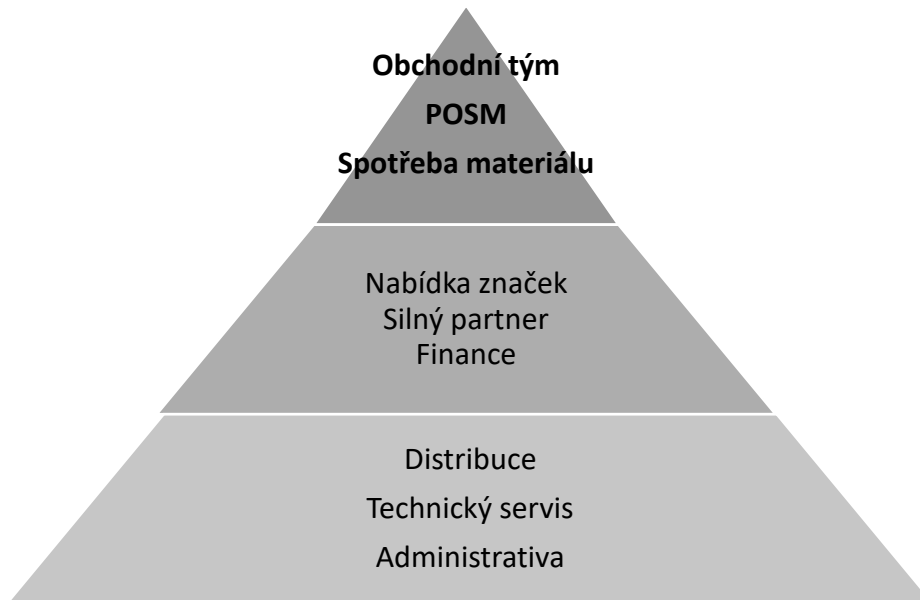 Obchodní tým
POSM
Spotřeba materiálu
Nabídka značek
Silný partner
Finance
Distribuce
Technický servis
Administrativa